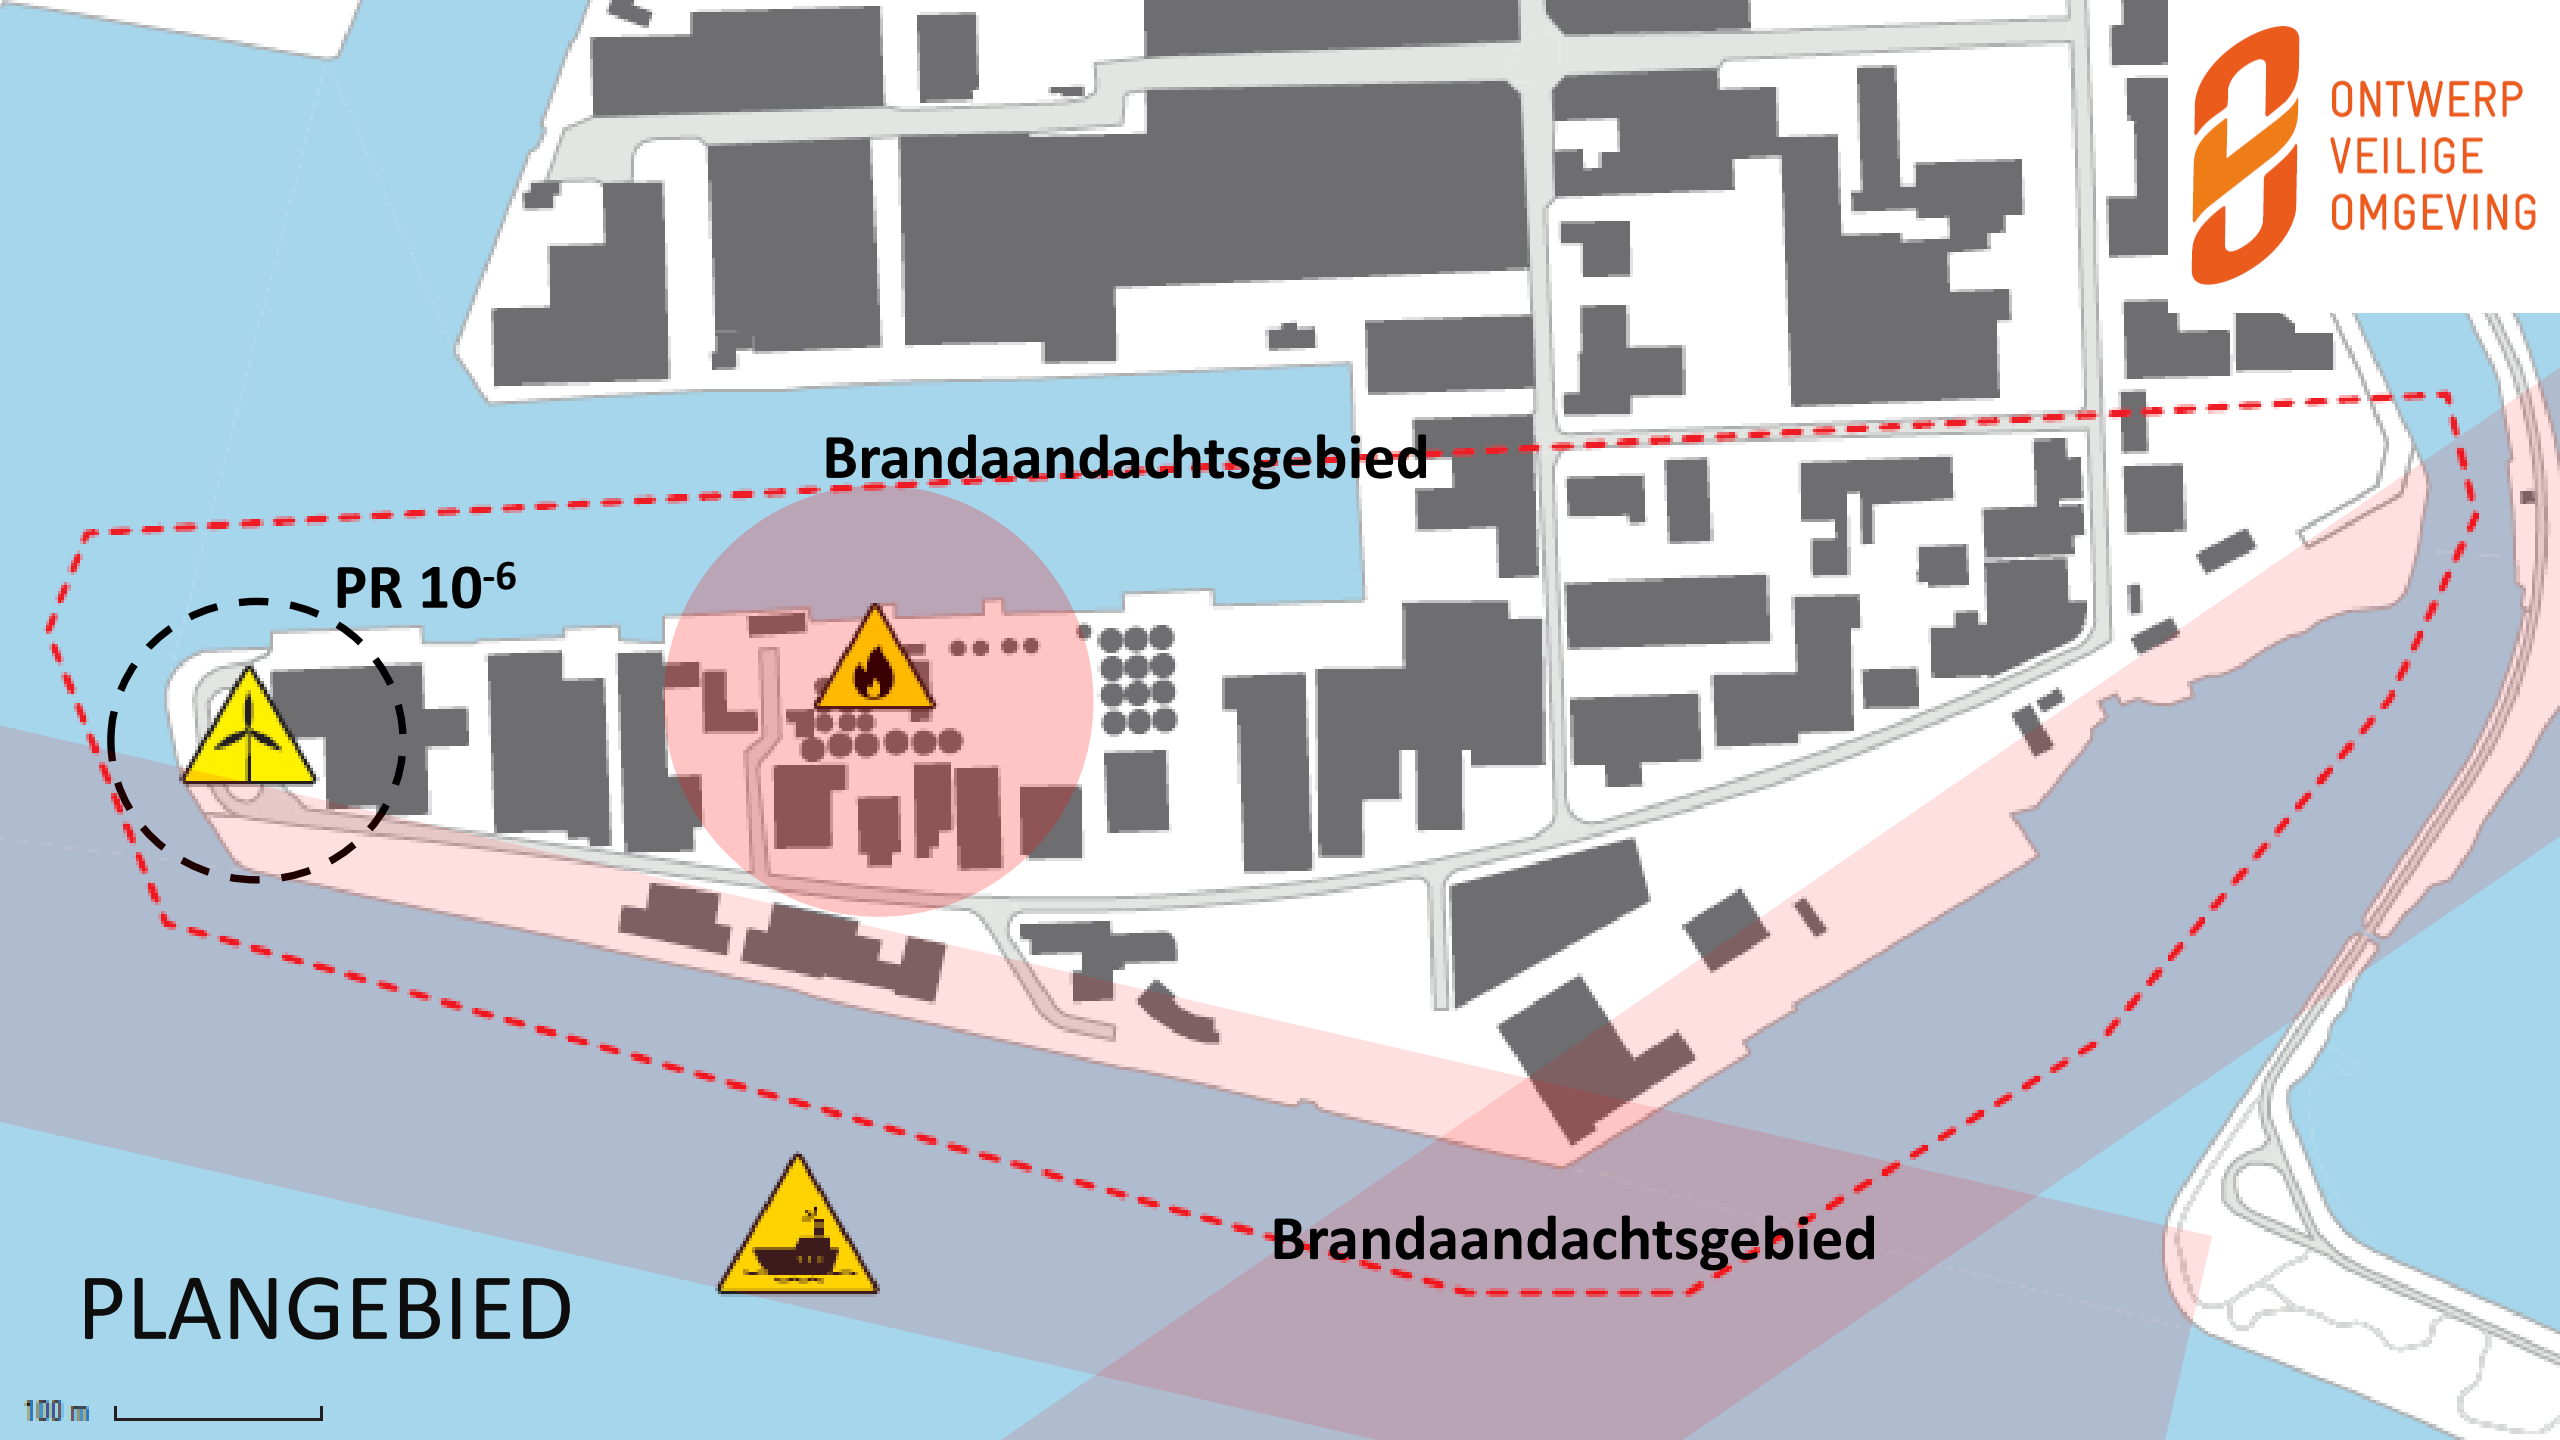 ONTWERP
VEILIGE
OMGEVING
Brandaandachtsgebied
PR 10⁻⁶
Brandaandachtsgebied
PLANGEBIED
100 m